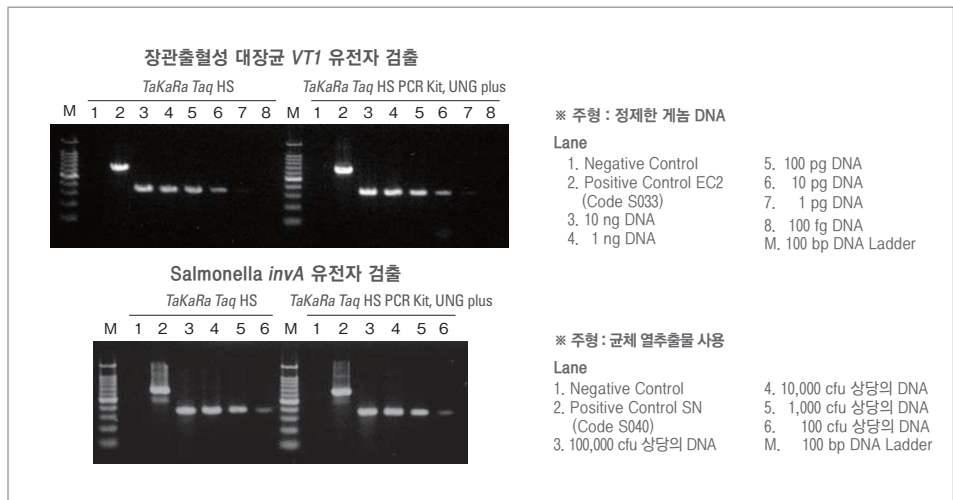 장관출혈성 대장균 VT1 유전자 검출
TaKaRa Taq HS
TaKaRa Taq HS PCR Kit, UNG plus
M 1 2 3 4 5 6 7 8 M 1 2 3 4 5 6 7 8
※ 주형 : 정제한 게놈 DNA
Lane
1. Negative Control
2. Positive Control EC2
(Code S033)
3. 10 ng DNA
4. 1 ng DNA
5. 100 pg DNA
6. 10 pg DNA
7. 1 pg DNA
8. 100 fg DNA
M. 100 bp DNA Ladder
Salmonella invA 유전자 검출
TaKaRa Taq HS
TaKaRa Taq HS PCR Kit, UNG plus
M 1 2 3 4 5 6 M 1 2 3 4 5 6
※ 주형 : 균체 열추출물 사용
Lane
1. Negative Control
2. Positive Control SN
(Code S040)
3. 100,000 cfu 상당의 DNA
4. 10,000 cfu 상당의 DNA
5. 1,000 cfu 상당의 DNA
6. 100 cfu 상당의 DNA
M. 100 bp DNA Ladder